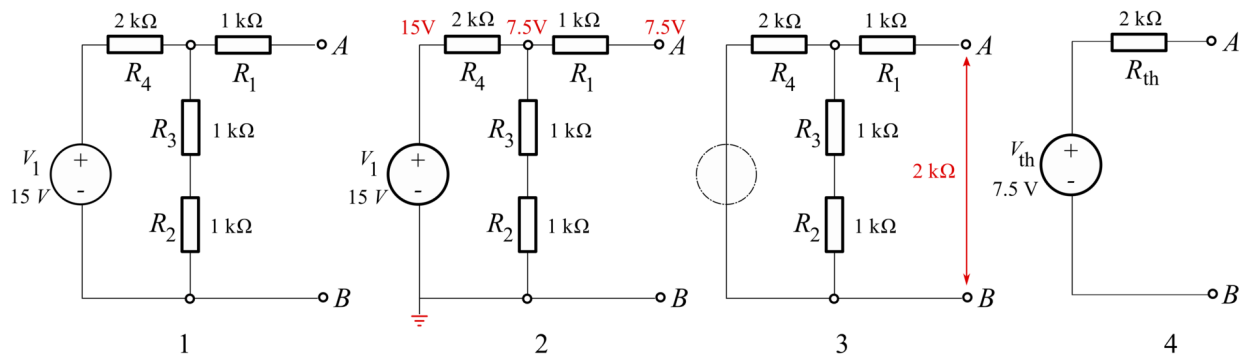 2 kΩ 1 kΩ
R4 R1 A
R3 1 kΩ
V1 + -
15 V
R2 1 kΩ
B
1
15V 2 kΩ 7.5V 1 kΩ 7.5V
R4 R1 A
R3 1 kΩ
V1 + -
15 V
R2 1 kΩ
B
2
2 kΩ 1 kΩ
R4 R1 A
R3 1 kΩ
2 kΩ
R2 1 kΩ
B
3
2 kΩ
Rth A
Vth + -
7.5 V
B
4